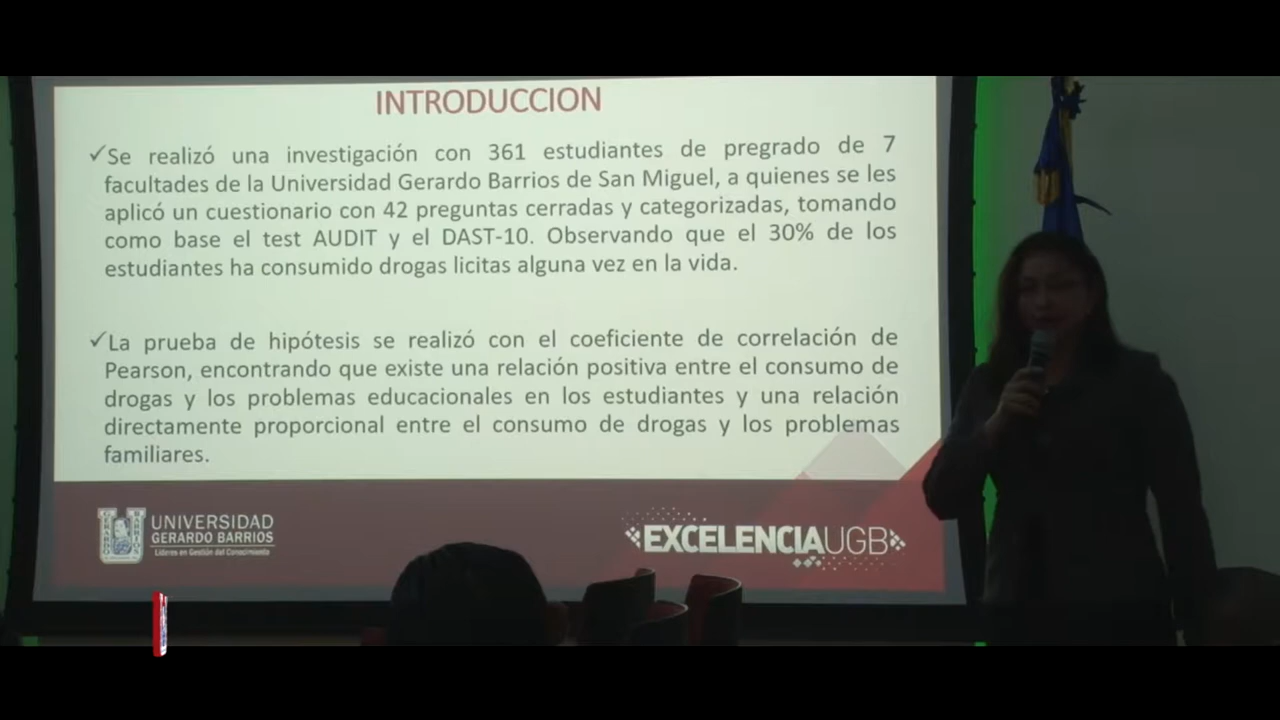 INTRODUCCION
✓Se realizó una investigación con 361 estudiantes de pregrado de 7
facultades de la Universidad Gerardo Barrios de San Miguel, a quienes se les
aplicó un cuestionario con 42 preguntas cerradas y categorizadas, tomando
como base el test AUDIT y el DAST-10. Observando que el 30% de los
estudiantes ha consumido drogas licitas alguna vez en la vida.
✓La prueba de hipótesis se realizó con el coeficiente de correlación de
Pearson, encontrando que existe una relación positiva entre el consumo de
drogas y los problemas educacionales en los estudiantes y una relación
directamente proporcional entre el consumo de drogas y los problemas
familiares.
UNIVERSIDAD
GERARDO BARRIOS
Líderes en Gestión del Conocimiento
EXCELENCIAUGB